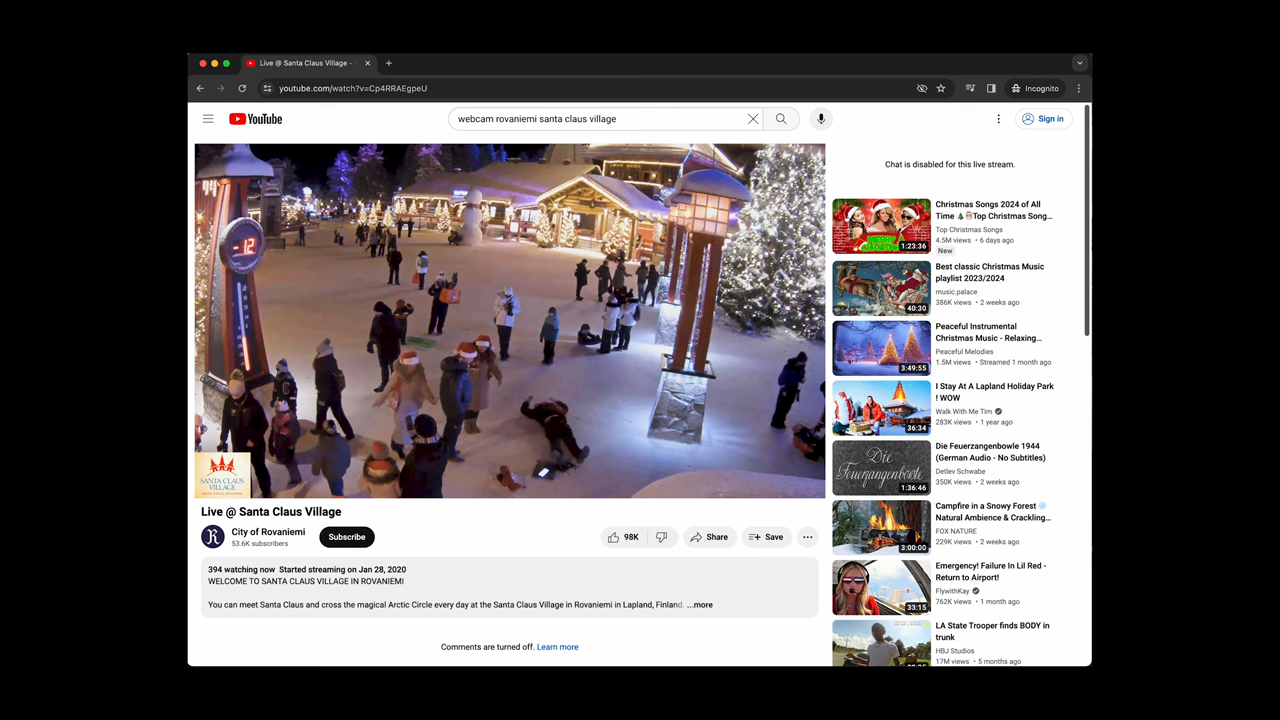 Live @ Santa Claus Village -
youtube.com/watch?v=Cp4RRAEgpeU
Incognito
YouTube
webcam rovaniemi santa claus village
Sign in
-12
SANTA CLAUS
VILLAGE
Live @ Santa Claus Village
City of Rovaniemi
53.6K subscribers
Subscribe
98K
Share
Save
394 watching now Started streaming on Jan 28, 2020
WELCOME TO SANTA CLAUS VILLAGE IN ROVANIEMI
You can meet Santa Claus and cross the magical Arctic Circle every day at the Santa Claus Village in Rovaniemi in Lapland, Finland. ...more
Comments are turned off. Learn more
Chat is disabled for this live stream.
1:23:36
Christmas Songs 2024 of All
Time 🎄🎅Top Christmas Song...
Top Christmas Songs
4.5M views • 6 days ago
New
40:30
Best classic Christmas Music
playlist 2023/2024
music.palace
386K views • 2 weeks ago
3:49:55
Peaceful Instrumental
Christmas Music - Relaxing...
Peaceful Melodies
1.5M views • Streamed 1 month ago
36:34
I Stay At A Lapland Holiday Park
! WOW
Walk With Me Tim
283K views • 1 year ago
Die
Feuerzangenbowle
1:36:46
Die Feuerzangenbowle 1944
(German Audio - No Subtitles)
Detlev Schwabe
350K views • 2 weeks ago
3:00:00
Campfire in a Snowy Forest ❄️
Natural Ambience & Crackling...
FOX NATURE
229K views • 2 weeks ago
33:15
Emergency! Failure In Lil Red -
Return to Airport!
FlywithKay
762K views • 1 month ago
LA State Trooper finds BODY in
trunk
HBJ Studios
17M views • 5 months ago